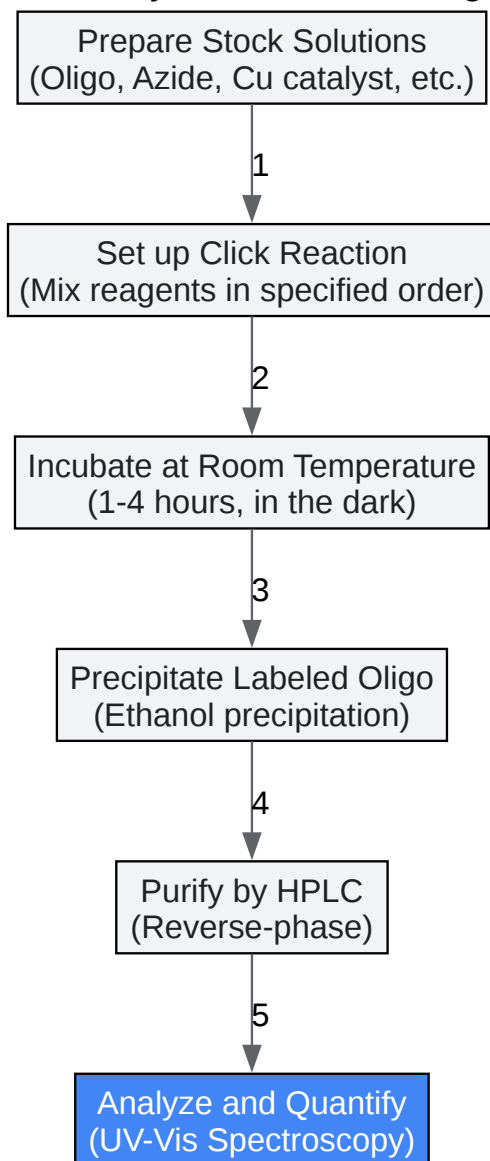 Prepare Stock Solutions
(Oligo, Azide, Cu catalyst, etc.)
1
Set up Click Reaction
(Mix reagents in specified order)
2
Incubate at Room Temperature
(1-4 hours, in the dark)
3
Precipitate Labeled Oligo
(Ethanol precipitation)
4
Purify by HPLC
(Reverse-phase)
5
Analyze and Quantify
(UV-Vis Spectroscopy)